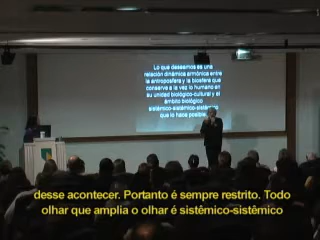 Lo que deseamos es una
relación dinámica armónica entre
la antroposfera y la biosfera que
conserve a la vez lo humano en
su unidad biológico-cultural y el
ámbito biológico
sistémico-sistémico-sistémico
que lo hace posible.
desse acontecer. Portanto é sempre restrito. Todo
olhar que amplia o olhar é sistêmico-sistêmico